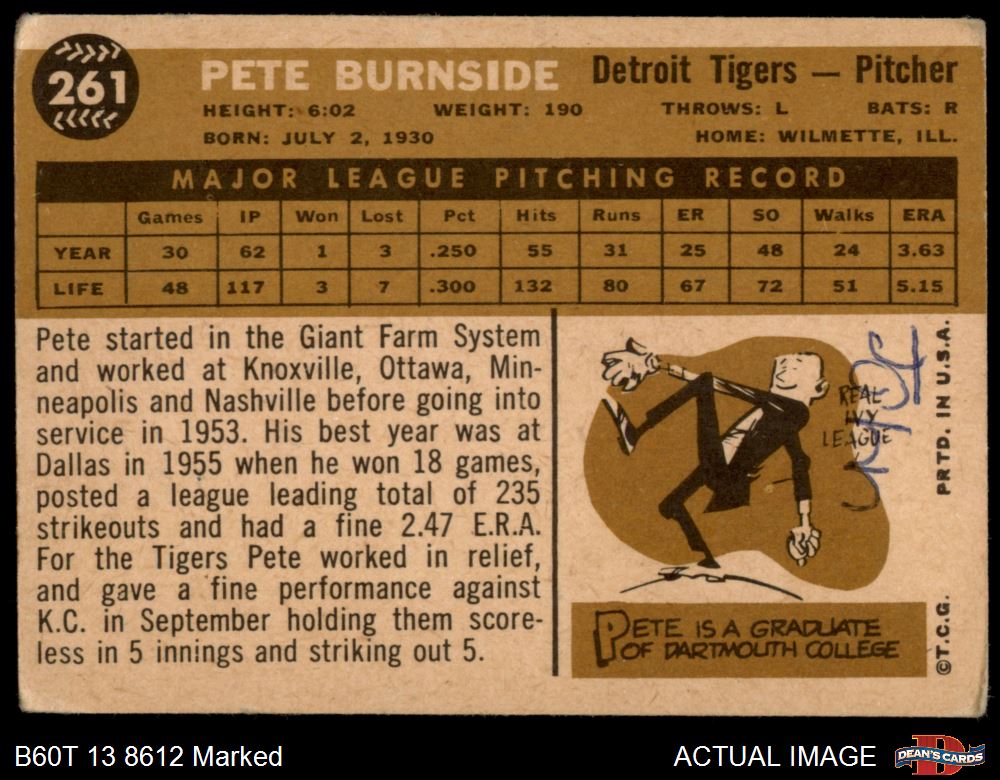 261
PETE BURNSIDE Detroit Tigers — Pitcher
HEIGHT: 6:02 WEIGHT: 190 THROWS: L BATS: R
BORN: JULY 2, 1930 HOME: WILMETTE, ILL.
MAJOR LEAGUE PITCHING RECORD
Games IP Won Lost Pct Hits Runs ER SO Walks ERA
YEAR 30 62 1 3 .250 55 31 25 48 24 3.63
LIFE 48 117 3 7 .300 132 80 67 72 51 5.15
Pete started in the Giant Farm System
and worked at Knoxville, Ottawa, Min-
neapolis and Nashville before going into
service in 1953. His best year was at
Dallas in 1955 when he won 18 games,
posted a league leading total of 235
strikeouts and had a fine 2.47 E.R.A.
For the Tigers Pete worked in relief,
and gave a fine performance against
K.C. in September holding them score-
less in 5 innings and striking out 5.
REAL
IVY
LEAGUE
PETE IS A GRADUATE
OF DARTMOUTH COLLEGE
©T.C.G. PRTD. IN U.S.A.
B60T 13 8612 Marked ACTUAL IMAGE
DEAN'S CARDS